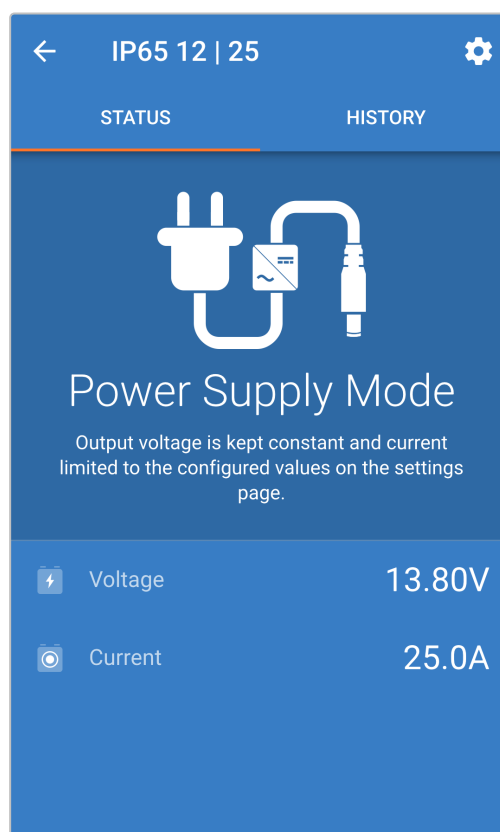 IP65 12 | 25
STATUS
HISTORY
Power Supply Mode
Output voltage is kept constant and current
limited to the configured values on the settings
page.
Voltage
13.80V
Current
25.0A